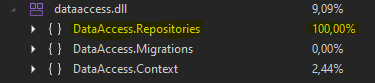 dataaccess.dll 9,09%
{ } DataAccess.Repositories 100,00%
{ } DataAccess.Migrations 0,00%
{ } DataAccess.Context 2,44%